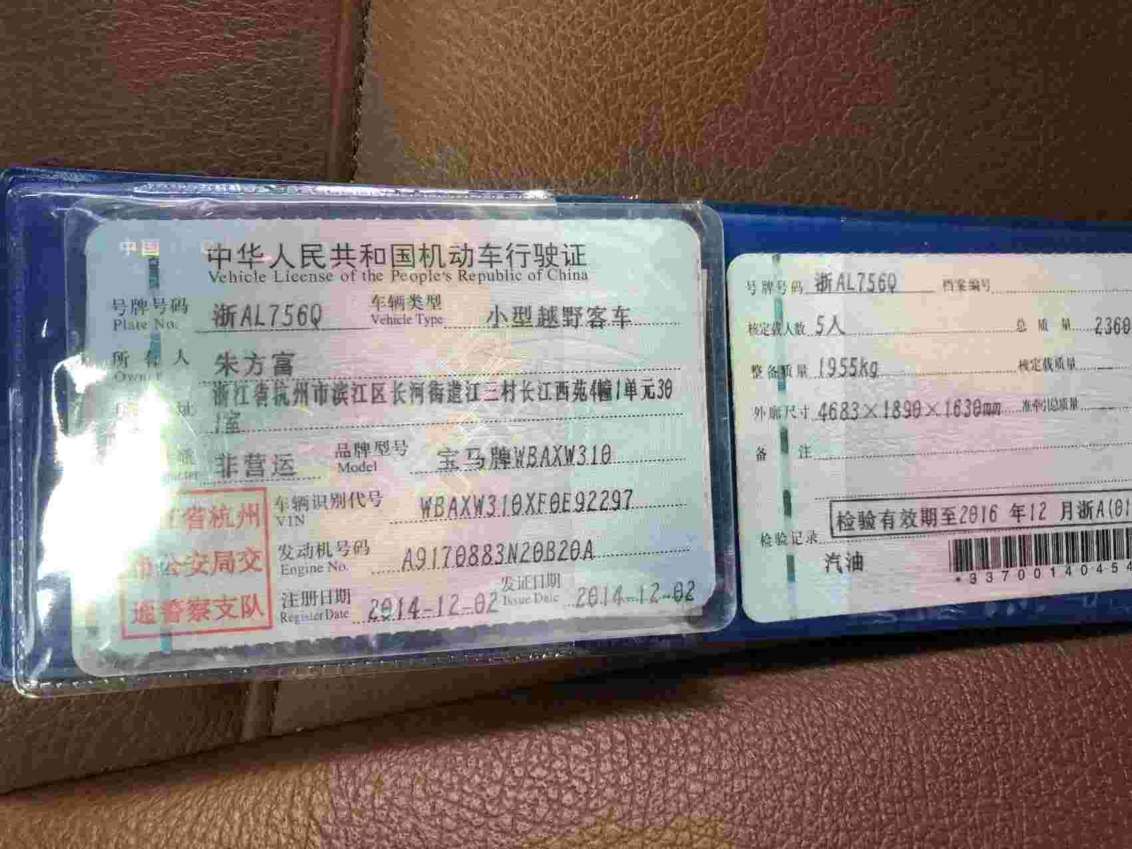 中国
中华人民共和国机动车行驶证
Vehicle License of the People's Republic of China
号牌号码 浙AL756Q 车辆类型 小型越野客车
Plate No. Vehicle Type
所有人 朱方富
Owner
址 浙江省杭州市滨江区长河街道江三村长江西苑4幢1单元30
1室
非营运 品牌型号 宝马牌WBAXW310
Model
车辆识别代号 WBAXW310XF0E92297
VIN
发动机号码 A9170883N20B20A
Engine No.
注册日期 2014-12-02 发证日期 2014-12-02
Register Date Issue Date
江省杭州
市公安局交
通警察支队
号牌号码 浙AL756Q 档案编号
核定载人数 5人 总质量 2360
整备质量 1955kg 核定载质量
外廓尺寸 4683×1890×1630mm 准牵引总质量
备注
检验有效期至2016年12月浙A(01
检验记录
汽油
*33700140454